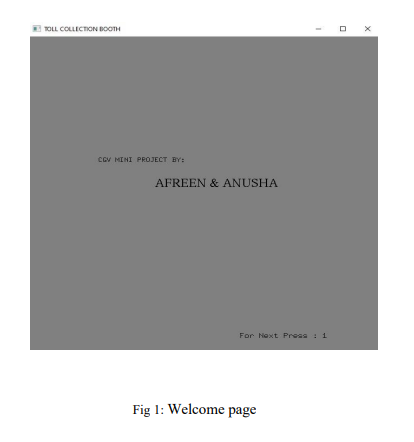 TOLL COLLECTION BOOTH
CGV MINI PROJECT BY:
AFREEN & ANUSHA
For Next Press : 1
Fig 1: Welcome page